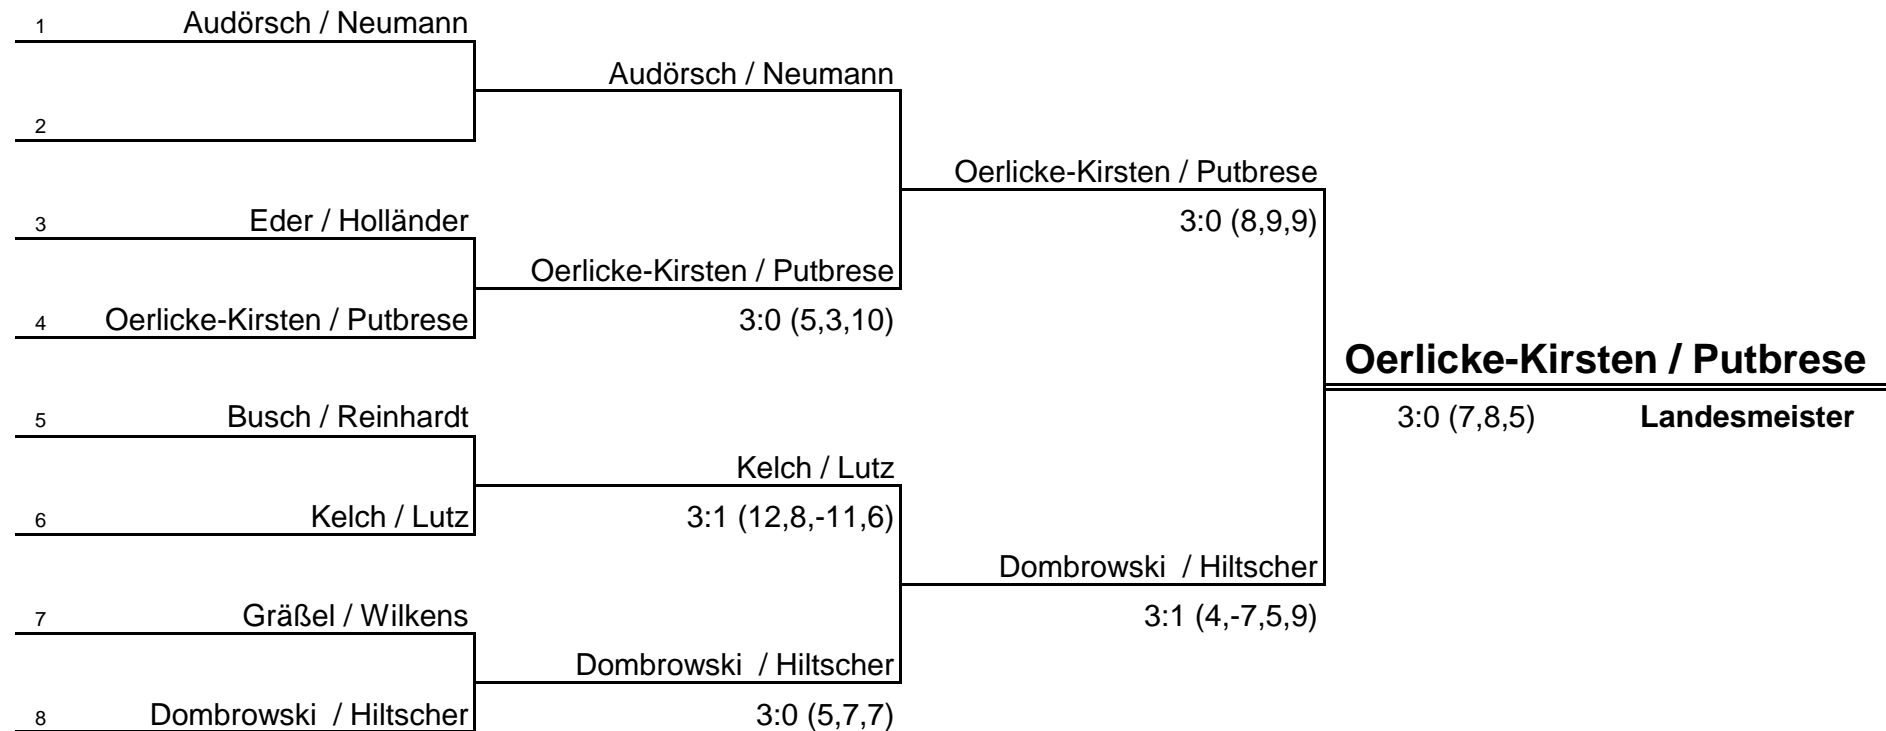 1 Audörsch / Neumann
Audörsch / Neumann
2
Oerlicke-Kirsten / Putbrese
3 Eder / Holländer
3:0 (8,9,9)
Oerlicke-Kirsten / Putbrese
4 Oerlicke-Kirsten / Putbrese
3:0 (5,3,10)
Oerlicke-Kirsten / Putbrese
5 Busch / Reinhardt
3:0 (7,8,5) Landesmeister
Kelch / Lutz
6 Kelch / Lutz
3:1 (12,8,-11,6)
Dombrowski / Hiltscher
7 Gräßel / Wilkens
3:1 (4,-7,5,9)
Dombrowski / Hiltscher
8 Dombrowski / Hiltscher
3:0 (5,7,7)